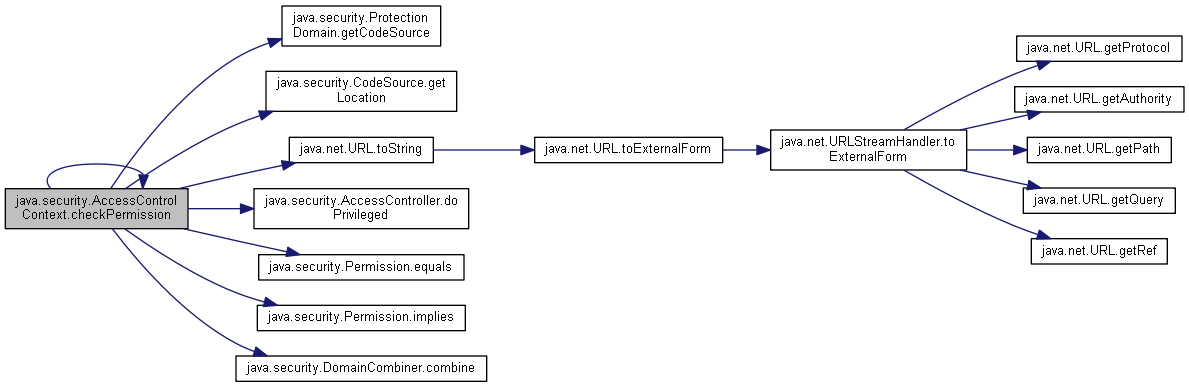 java.security.Protection
Domain.getCodeSource
java.security.CodeSource.get
Location
java.net.URL.toString
java.security.AccessControl
Context.checkPermission
java.security.AccessController.do
Privileged
java.security.Permission.equals
java.security.Permission.implies
java.security.DomainCombiner.combine
java.net.URL.toExternalForm
java.net.URLStreamHandler.to
ExternalForm
java.net.URL.getProtocol
java.net.URL.getAuthority
java.net.URL.getPath
java.net.URL.getQuery
java.net.URL.getRef